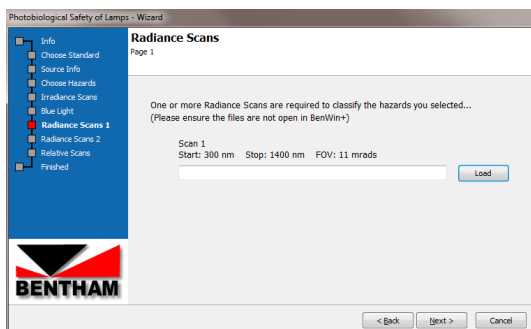 Photobiological Safety of Lamps - Wizard
Info
Choose Standard
Source Info
Choose Hazards
Irradiance Scans
Blue Light
Radiance Scans 1
Radiance Scans 2
Relative Scans
Finished
BENTHAM
Radiance Scans
Page 1
One or more Radiance Scans are required to classify the hazards you selected...
(Please ensure the files are not open in BenWin+)
Scan 1
Start: 300 nm Stop: 1400 nm FOV: 11 mrads
Load
< Back Next > Cancel